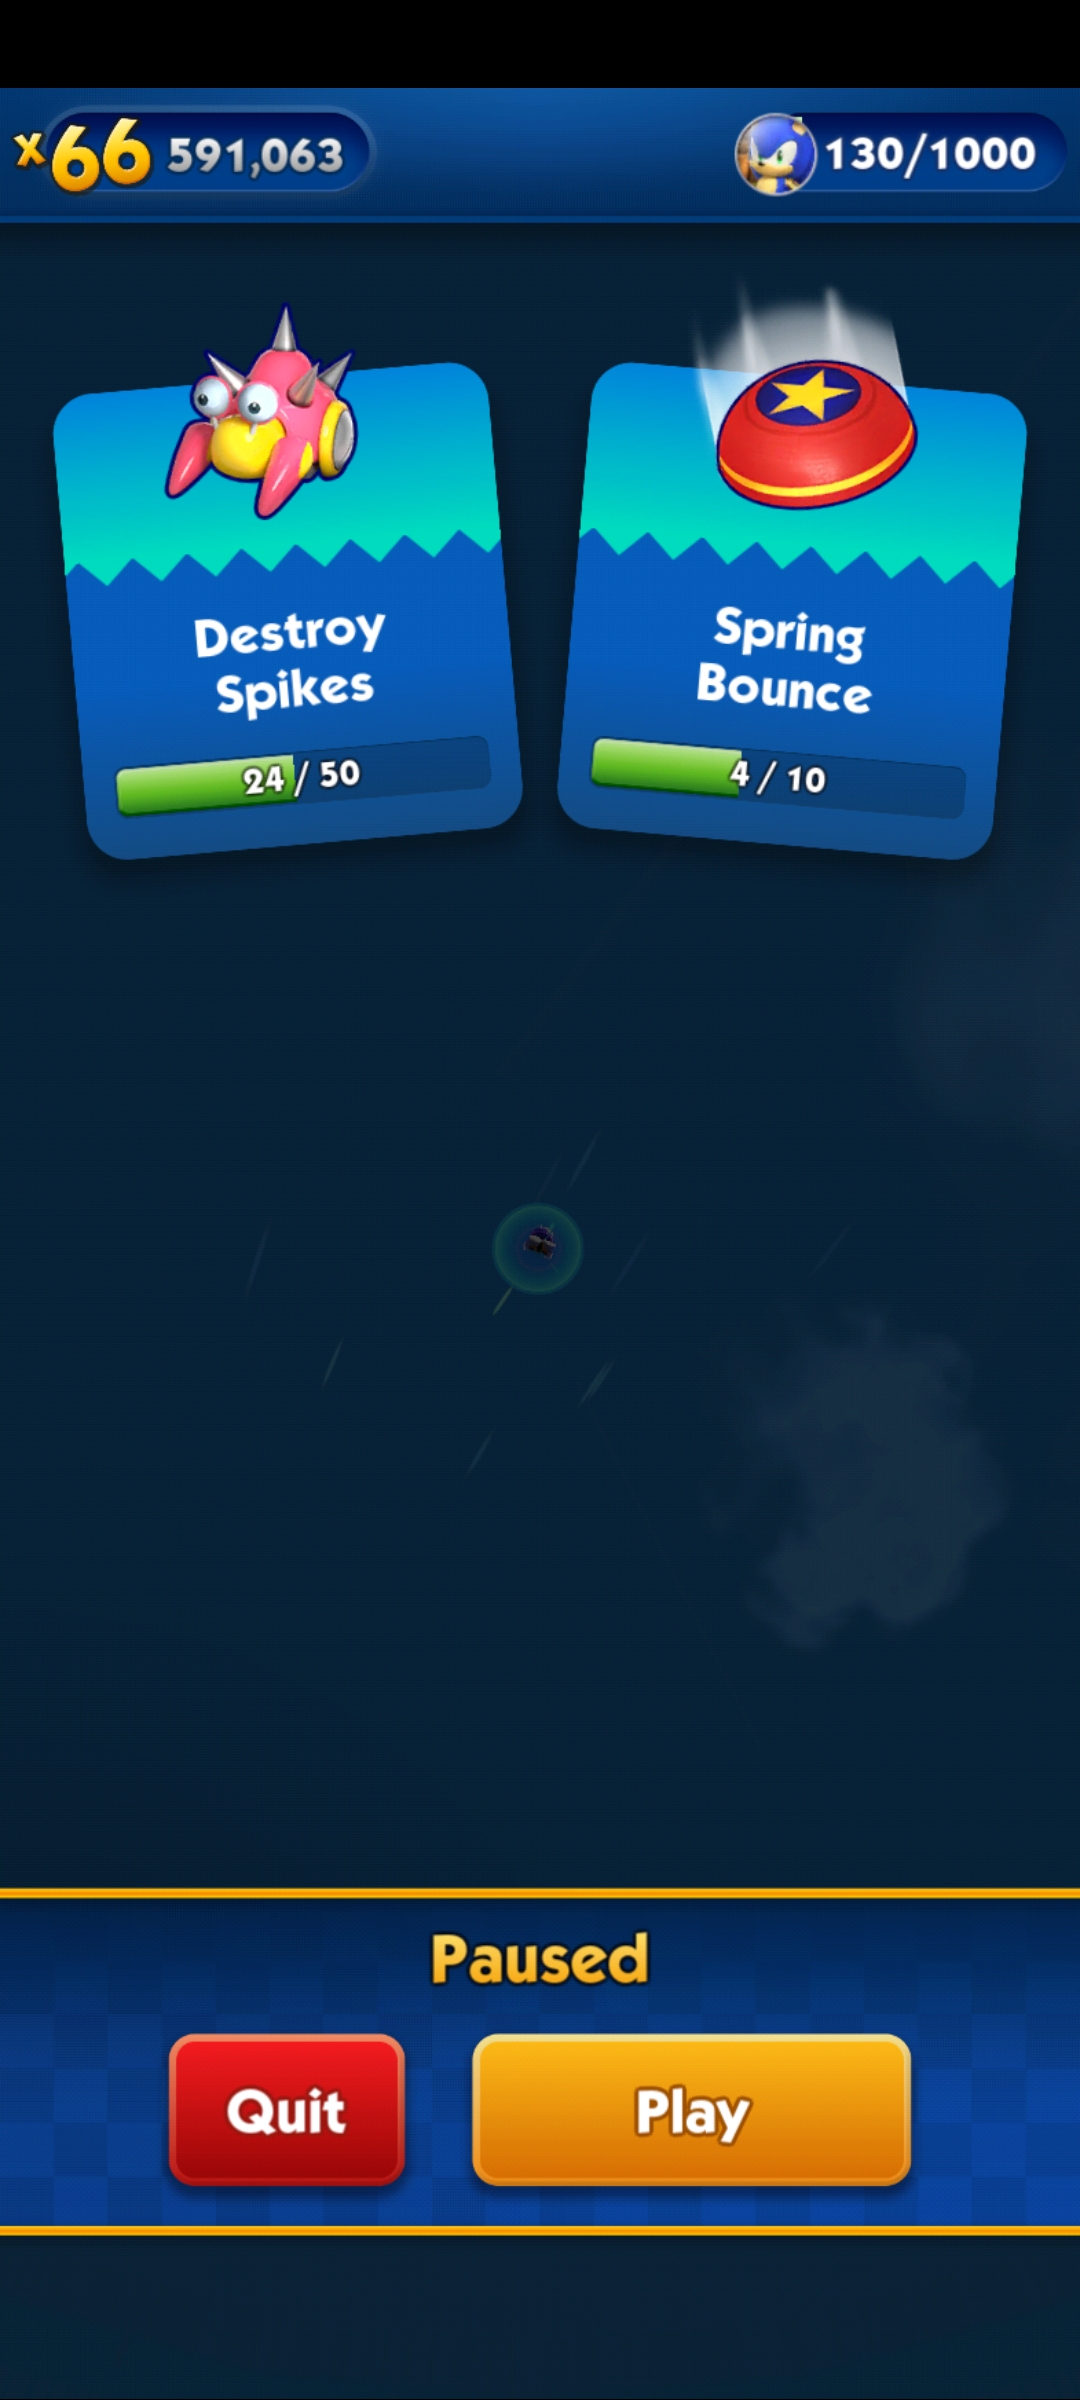 x66 591,063
130/1000
Destroy
Spikes
24 / 50
Spring
Bounce
4 / 10
Paused
Quit
Play